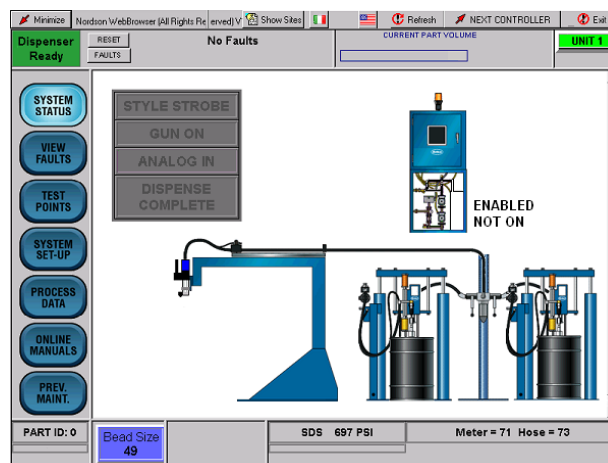 Minimize
Nordson WebBrowser (All Rights Re
erved) V
Show Sites
Refresh
NEXT CONTROLLER
Exit
Dispenser
Ready
RESET
FAULTS
No Faults
CURRENT PART VOLUME
UNIT 1
SYSTEM
STATUS
VIEW
FAULTS
TEST
POINTS
SYSTEM
SET-UP
PROCESS
DATA
ONLINE
MANUALS
PREV.
MAINT.
STYLE STROBE
GUN ON
ANALOG IN
DISPENSE
COMPLETE
ENABLED
NOT ON
PART ID: 0
Bead Size
49
SDS 697 PSI
Meter = 71 Hose = 73